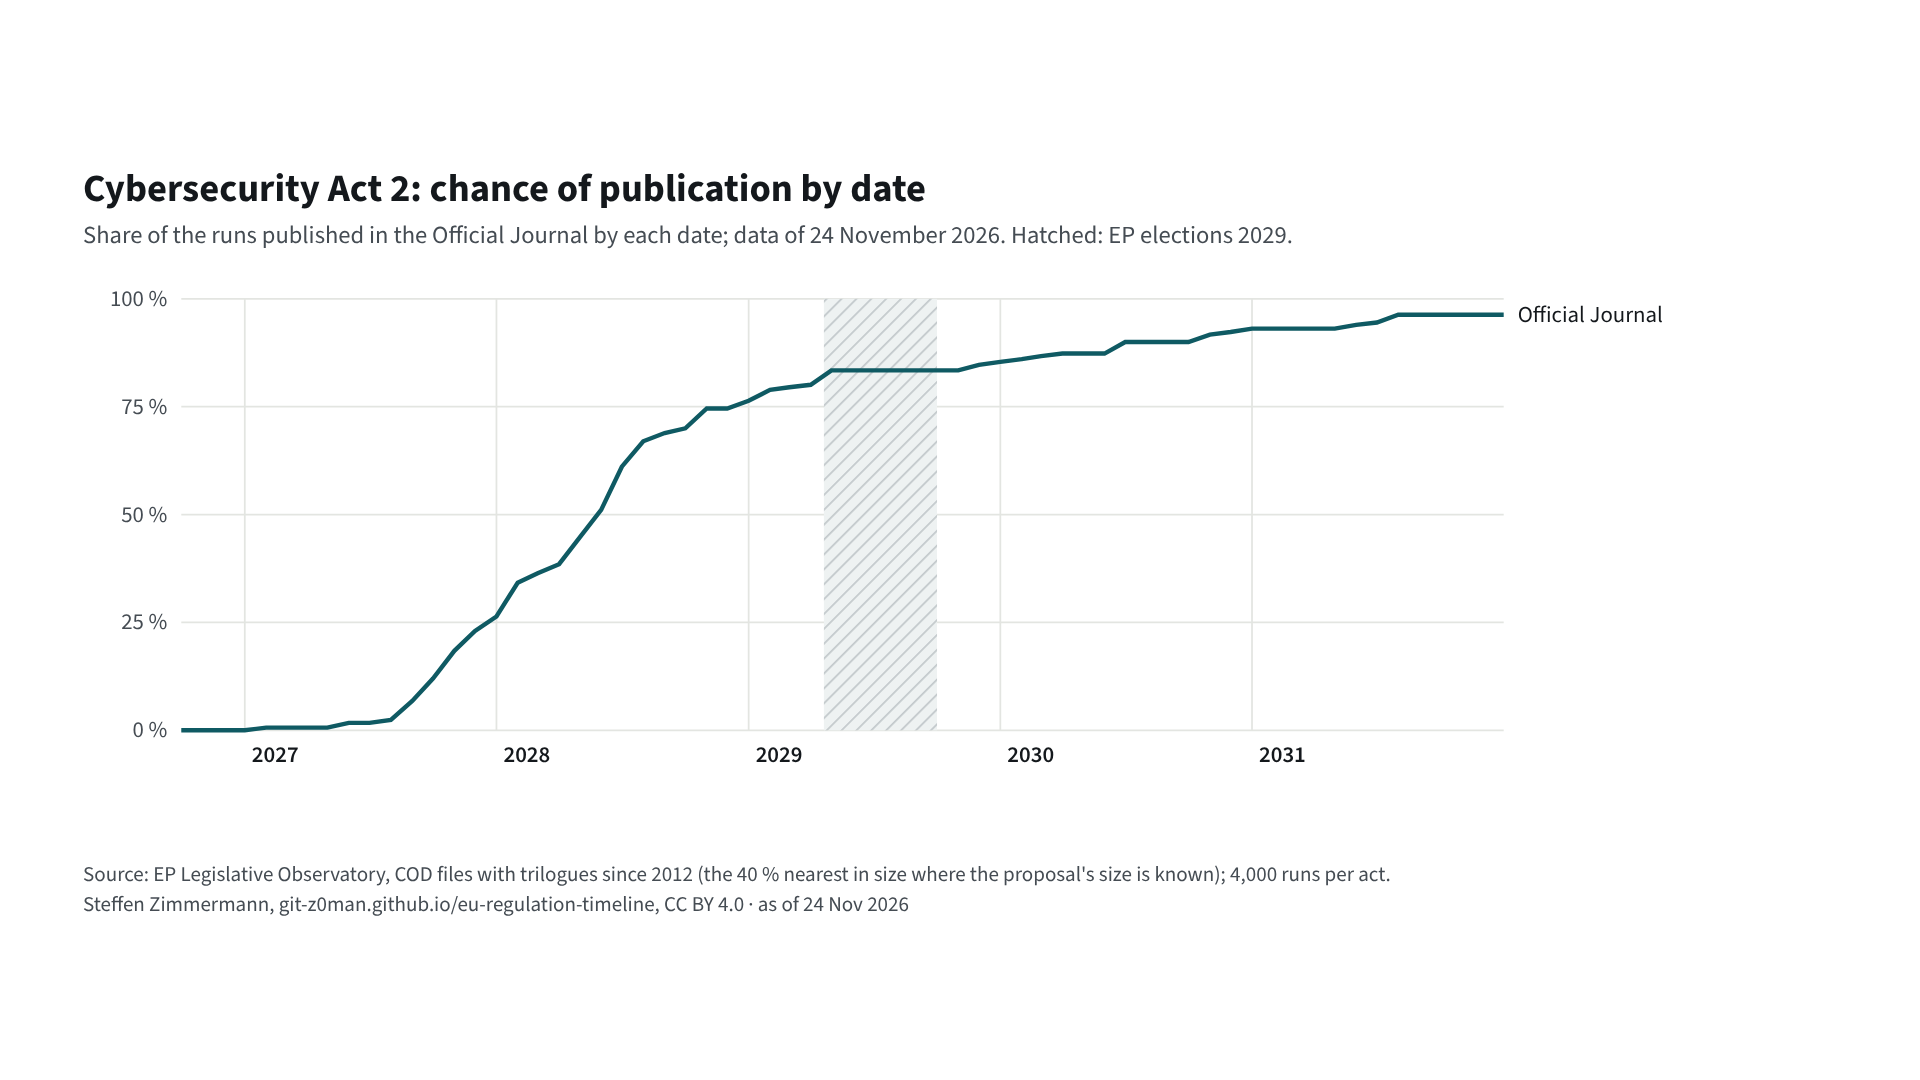 Cybersecurity Act 2: chance of publication by date
Share of the runs published in the Official Journal by each date; data of 24 November 2026. Hatched: EP elections 2029.
100 %
Official Journal
75 %
50 %
25 %
0 %
2027 2028 2029 2030 2031
Source: EP Legislative Observatory, COD files with trilogues since 2012 (the 40 % nearest in size where the proposal's size is known); 4,000 runs per act.
Steffen Zimmermann, git-z0man.github.io/eu-regulation-timeline, CC BY 4.0 · as of 24 Nov 2026